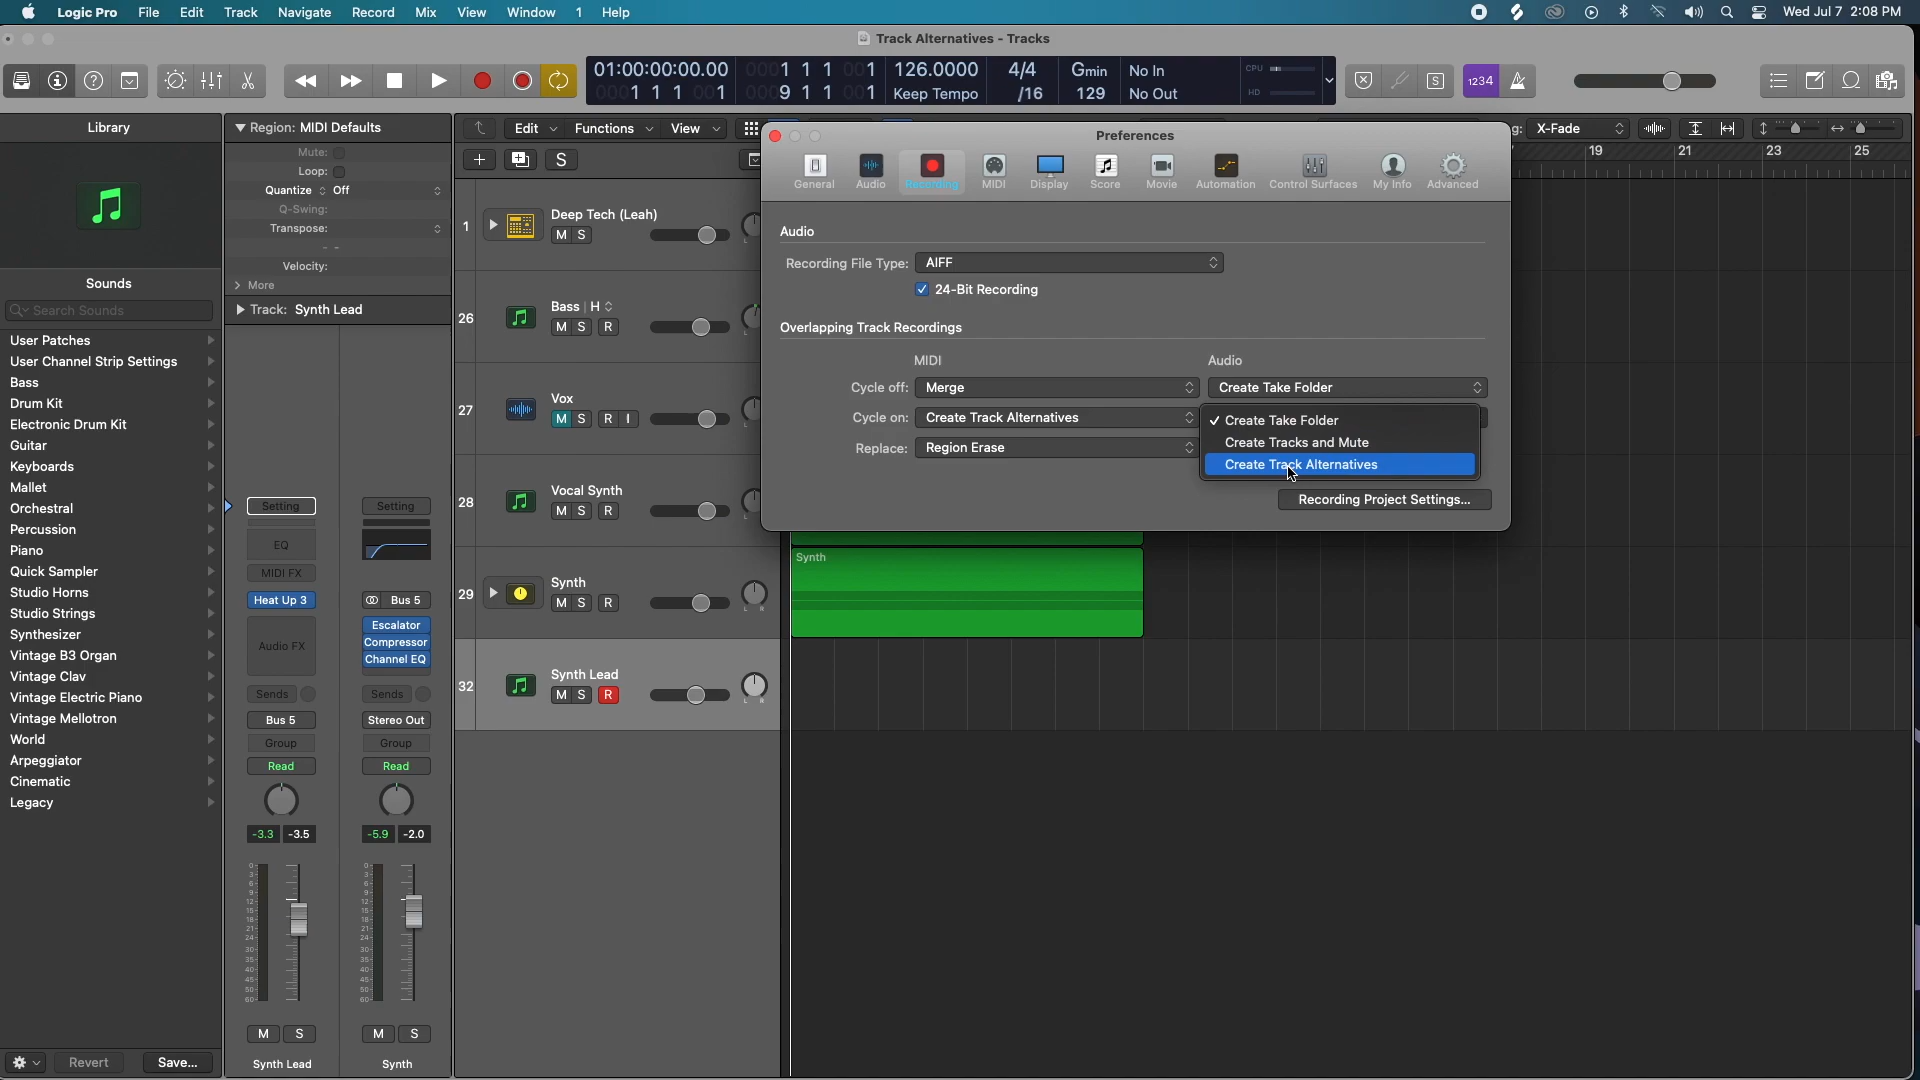 Logic Pro File Edit Track Navigate Record Mix View Window 1 Help Wed Jul 7 2:08 PM
Track Alternatives - Tracks
01:00:00:00.00 0001 1 1 001 126.0000 4/4 Gmin No In CPU
0001 1 1 001 0009 1 1 001 Keep Tempo /16 129 No Out HD
S 1234
Library
Sounds
Search Sounds
User Patches
User Channel Strip Settings
Bass
Drum Kit
Electronic Drum Kit
Guitar
Keyboards
Mallet
Orchestral
Percussion
Piano
Quick Sampler
Studio Horns
Studio Strings
Synthesizer
Vintage B3 Organ
Vintage Clav
Vintage Electric Piano
Vintage Mellotron
World
Arpeggiator
Cinematic
Legacy
Revert Save...
Region: MIDI Defaults
Mute:
Loop:
Quantize Off
Q-Swing:
Transpose:
- -
Velocity:
More
Track: Synth Lead
Setting Setting
EQ
MIDI FX
Heat Up 3 Bus 5
Audio FX Escalator
Compressor
Channel EQ
Sends Sends
Bus 5 Stereo Out
Group Group
Read Read
-3.3 -3.5 -5.9 -2.0
M S M S
Synth Lead Synth
Edit Functions View
S
1 Deep Tech (Leah)
M S
26 Bass | H
M S R
27 Vox
M S R I
28 Vocal Synth
M S R
29 Synth
M S R
32 Synth Lead
M S R
g: X-Fade
19 21 23 25
Synth
Preferences
General Audio Recording MIDI Display Score Movie Automation Control Surfaces My Info Advanced
Audio
Recording File Type: AIFF
24-Bit Recording
Overlapping Track Recordings
MIDI Audio
Cycle off: Merge Create Take Folder
Cycle on: Create Track Alternatives
Replace: Region Erase
Create Take Folder
Create Tracks and Mute
Create Track Alternatives
Recording Project Settings...